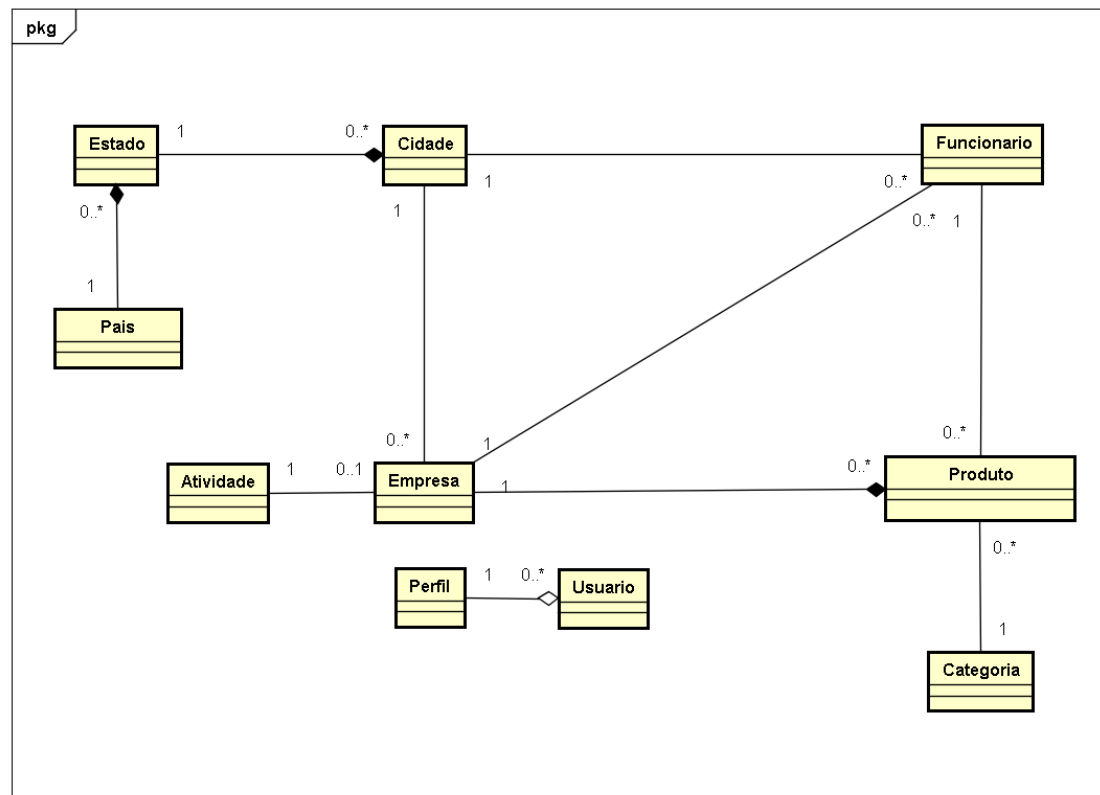 pkg
Estado
1
0..*
Cidade
Funcionario
1
0..*
0..*
1
0..*
1
1
Pais
0..*
1
0..*
Atividade
1
0..1
Empresa
1
0..*
Produto
Perfil
1
0..*
Usuario
0..*
1
Categoria